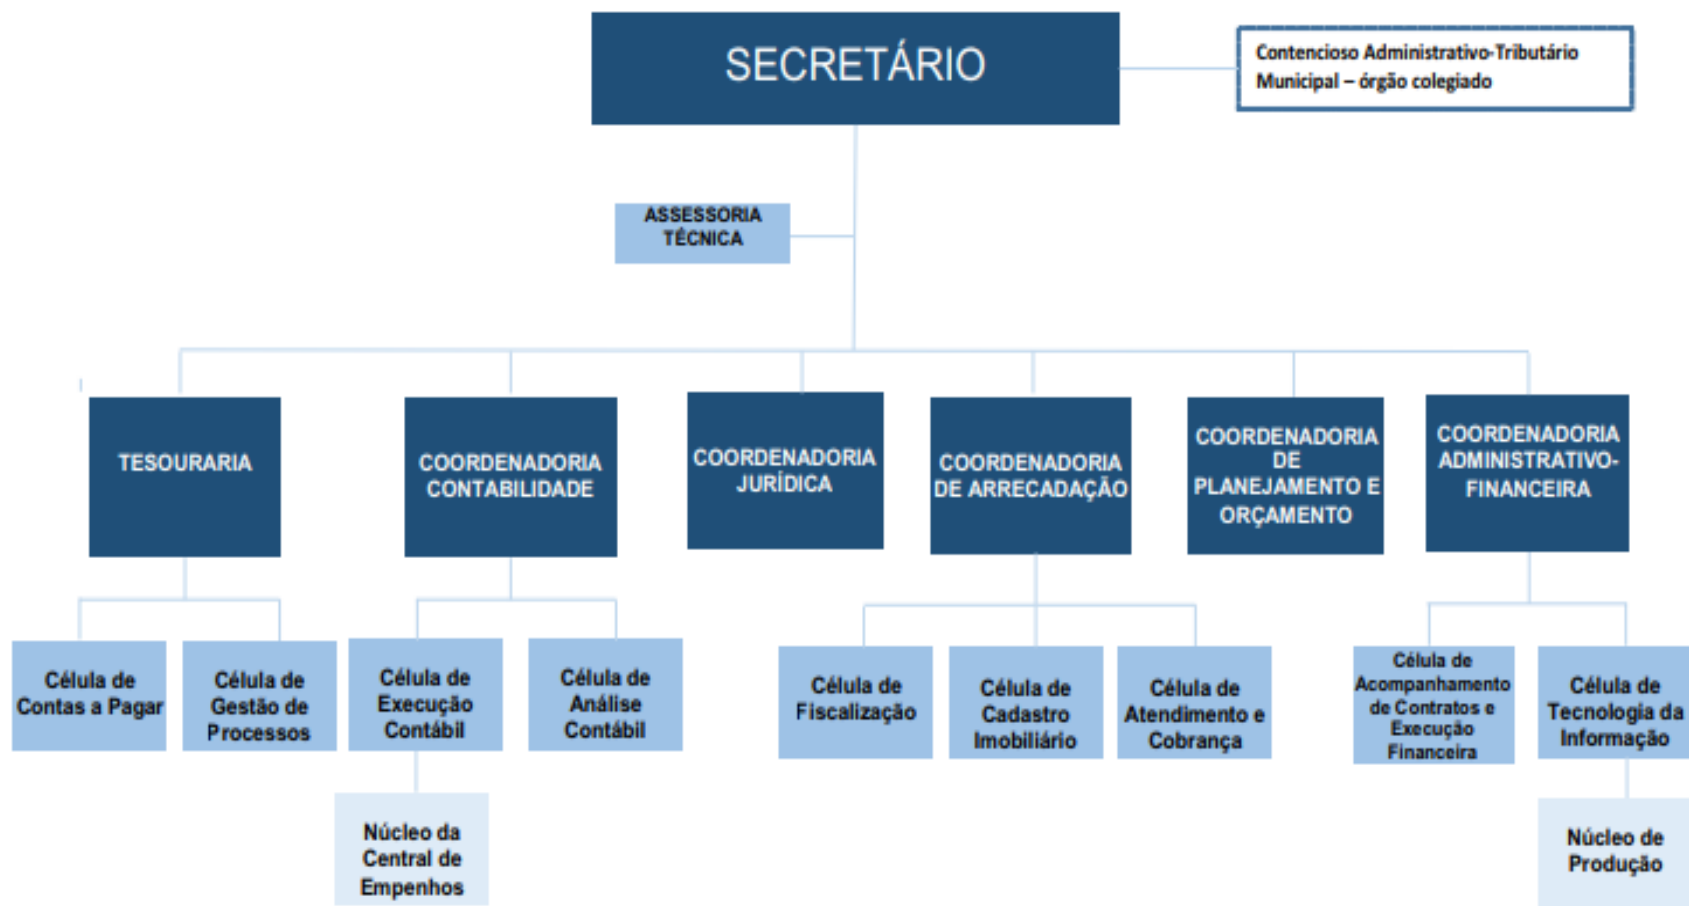 SECRETÁRIO
Contencioso Administrativo-Tributário
Municipal – órgão colegiado
ASSESSORIA
TÉCNICA
TESOURARIA
COORDENADORIA
CONTABILIDADE
COORDENADORIA
JURÍDICA
COORDENADORIA
DE ARRECADAÇÃO
COORDENADORIA
DE
PLANEJAMENTO E
ORÇAMENTO
COORDENADORIA
ADMINISTRATIVO-
FINANCEIRA
Célula de
Contas a Pagar
Célula de
Gestão de
Processos
Célula de
Execução
Contábil
Célula de
Análise
Contábil
Célula de
Fiscalização
Célula de
Cadastro
Imobiliário
Célula de
Atendimento e
Cobrança
Célula de
Acompanhamento
de Contratos e
Execução
Financeira
Célula de
Tecnologia da
Informação
Núcleo da
Central de
Empenhos
Núcleo de
Produção